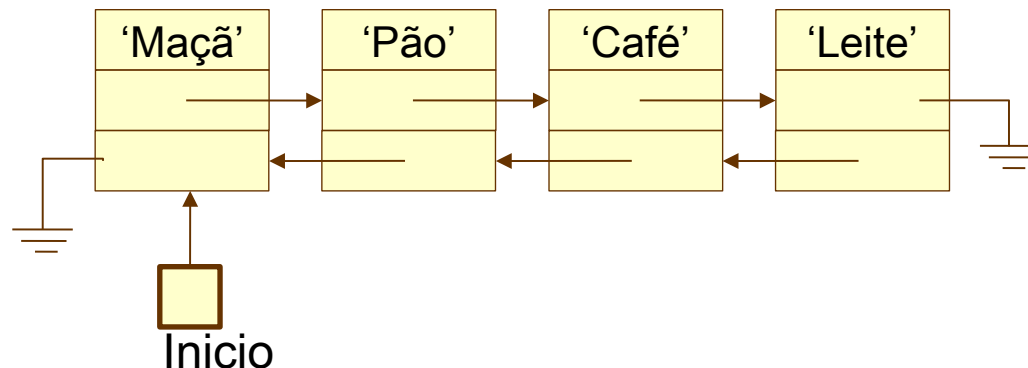 ‘Maçã’
‘Pão’
‘Café’
‘Leite’
Inicio